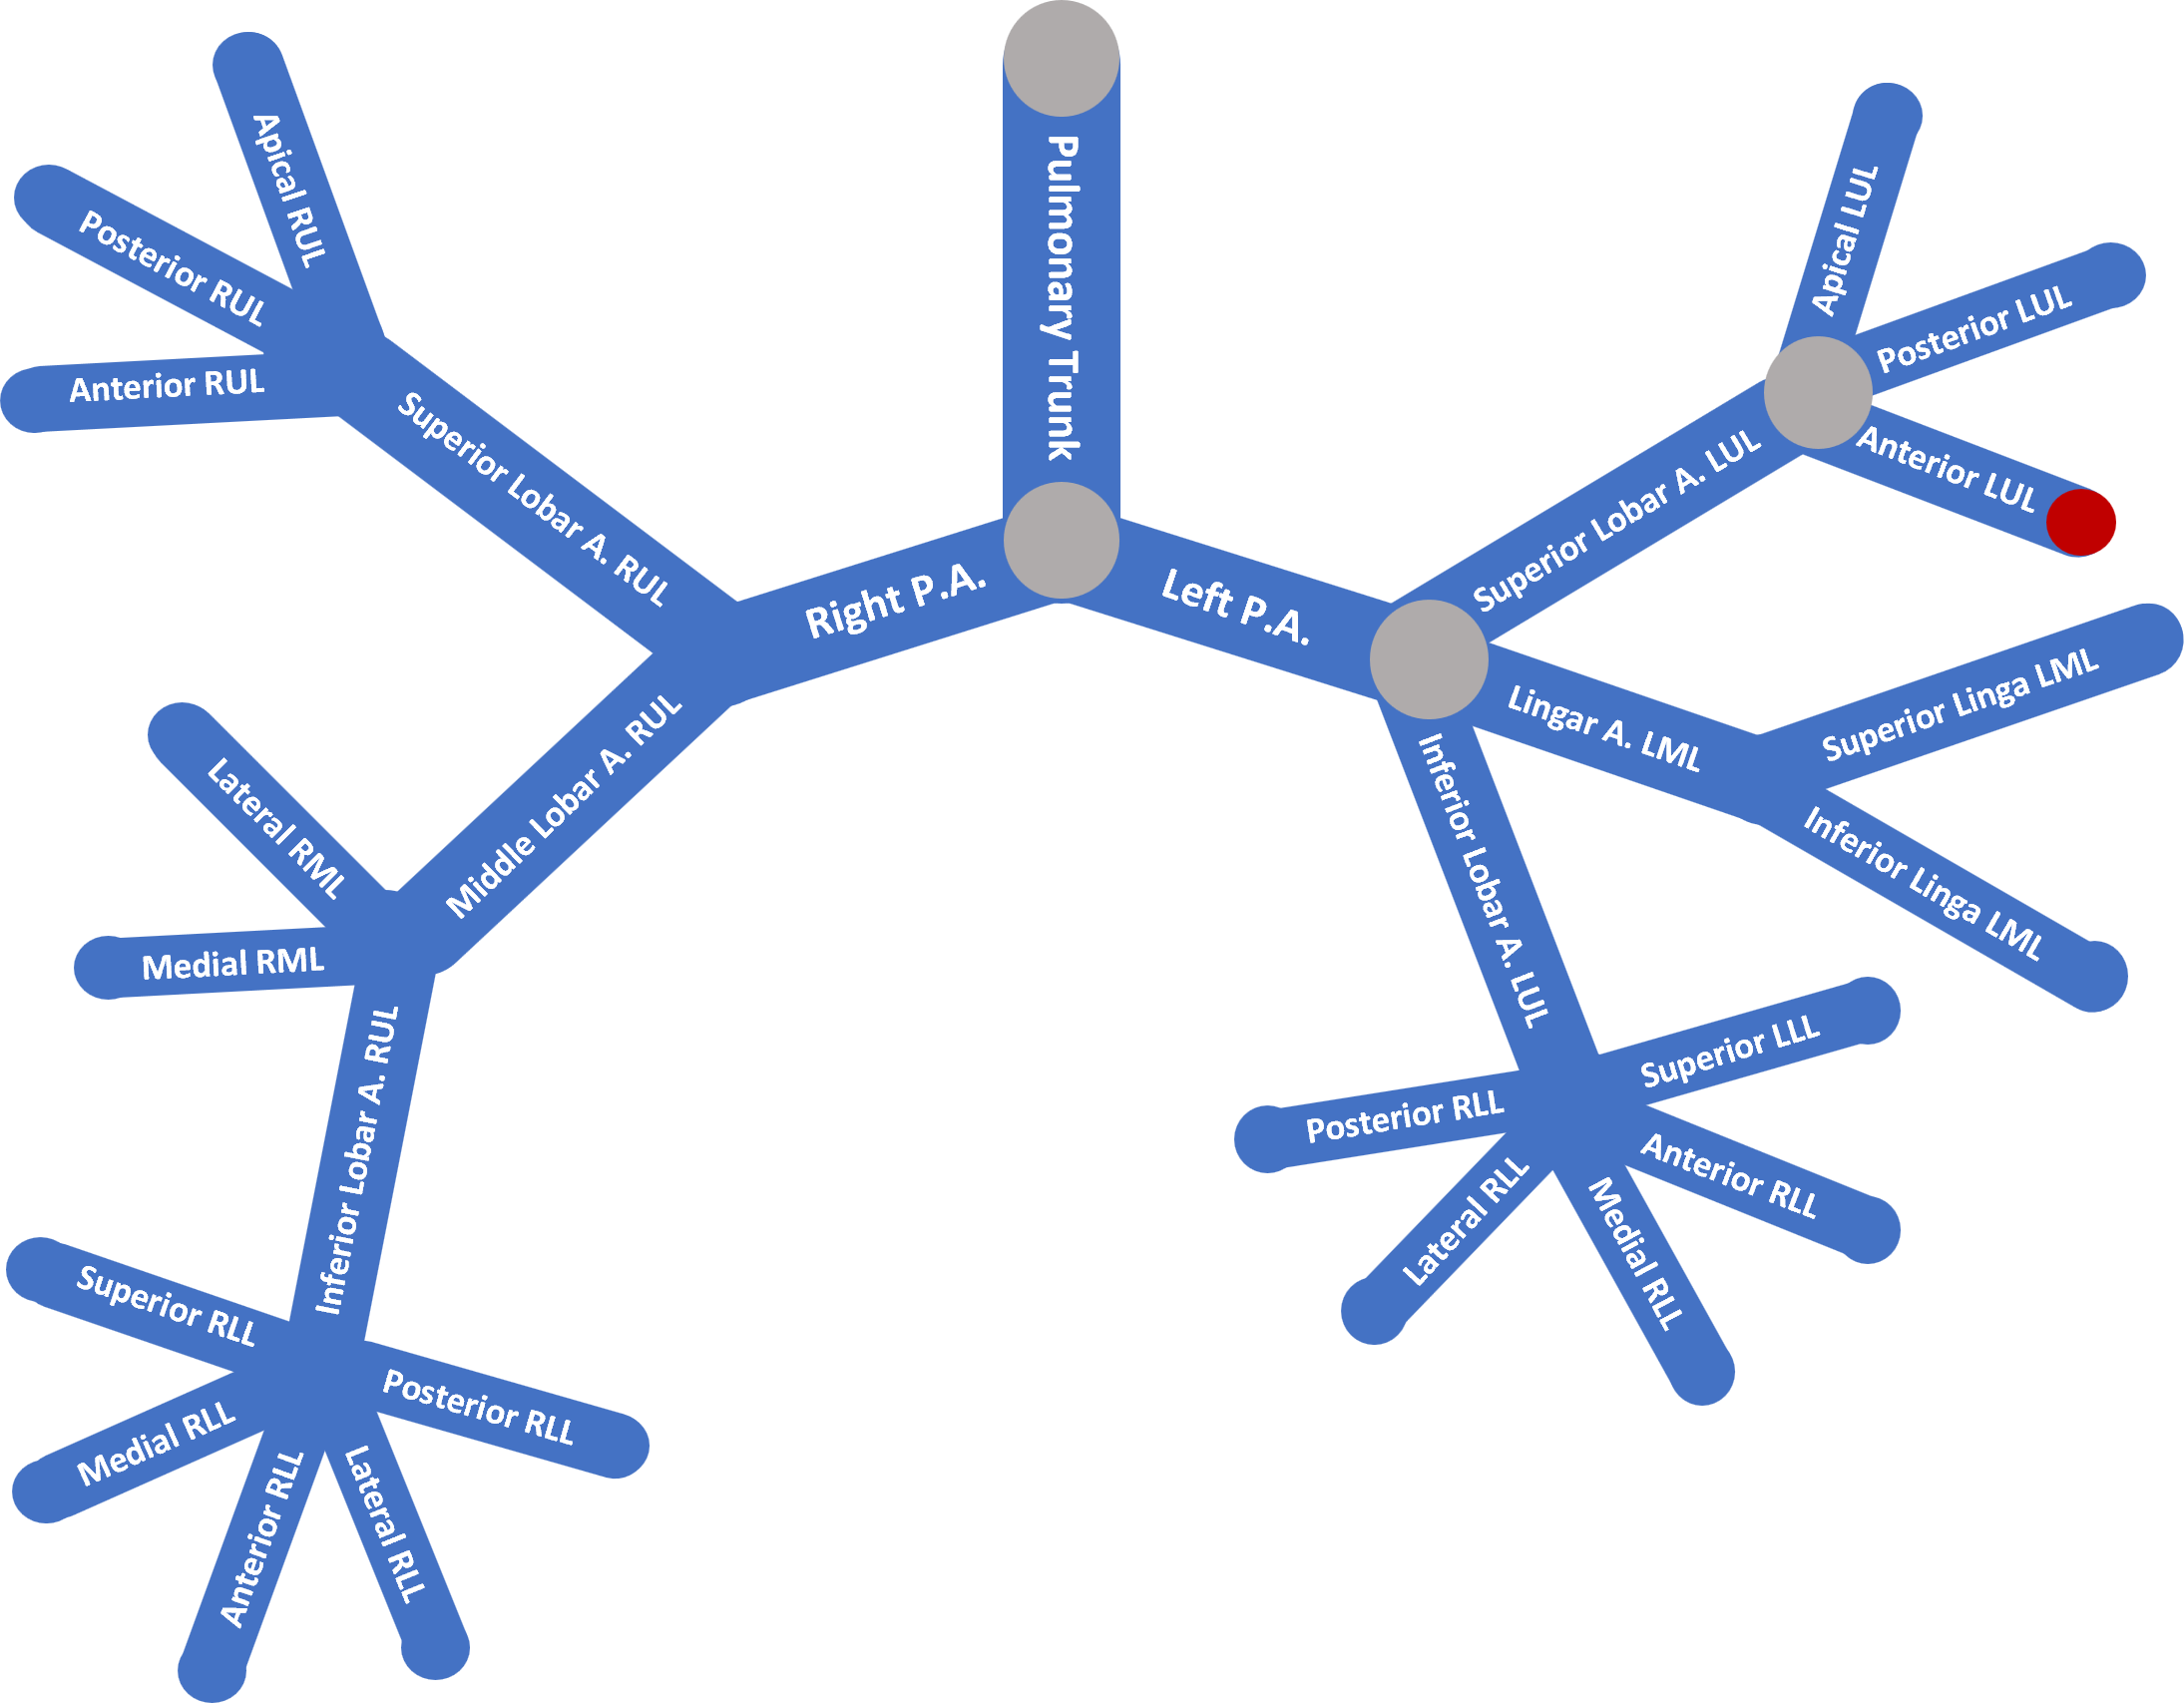 Pulmonary Trunk
Right P.A.
Left P.A.
Apical RUL
Posterior RUL
Anterior RUL
Superior Lobar A. RUL
Middle Lobar A. RUL
Lateral RML
Medial RML
Inferior Lobar A. RUL
Superior RLL
Medial RLL
Anterior RLL
Lateral RLL
Posterior RLL
Apical LUL
Posterior LUL
Anterior LUL
Superior Lobar A. LUL
Lingar A. LML
Superior Linga LML
Inferior Linga LML
Inferior Lobar A. LUL
Superior LLL
Posterior RLL
Anterior RLL
Lateral RLL
Medial RLL